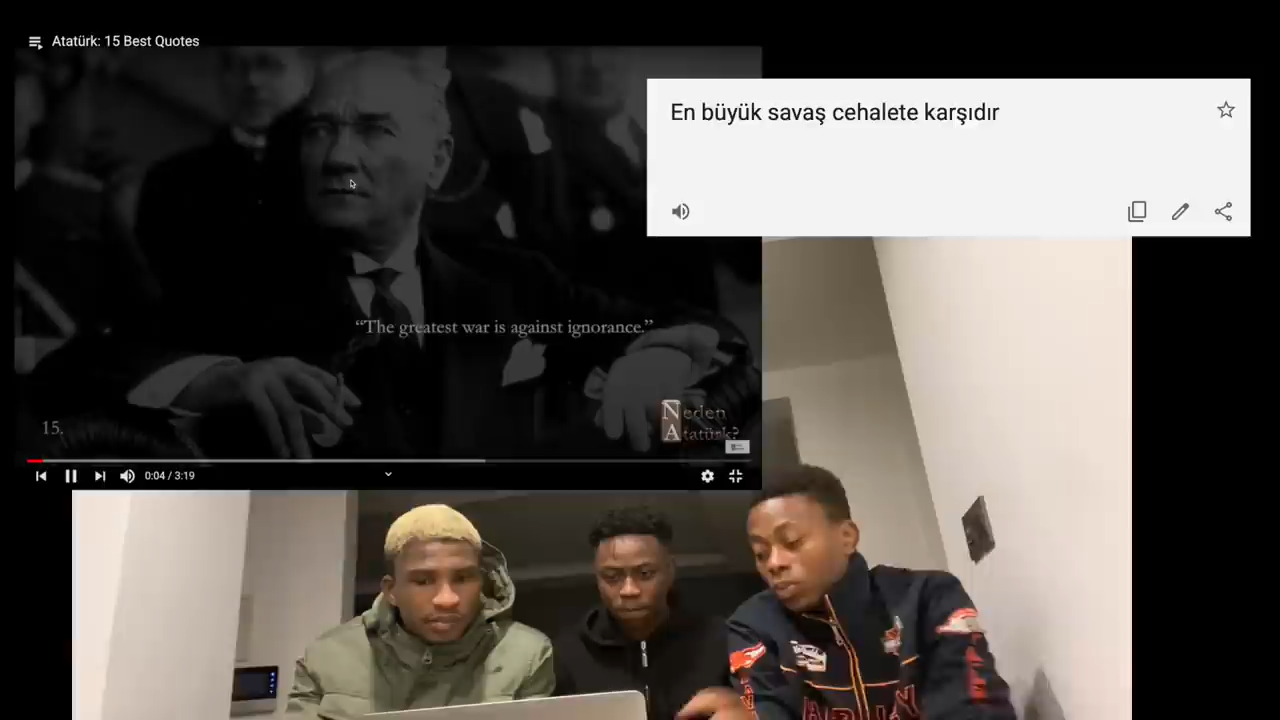 Atatürk: 15 Best Quotes
En büyük savaş cehalete karşıdır
“The greatest war is against ignorance.”
15.
Neden
Atatürk?
0:04 / 3:19